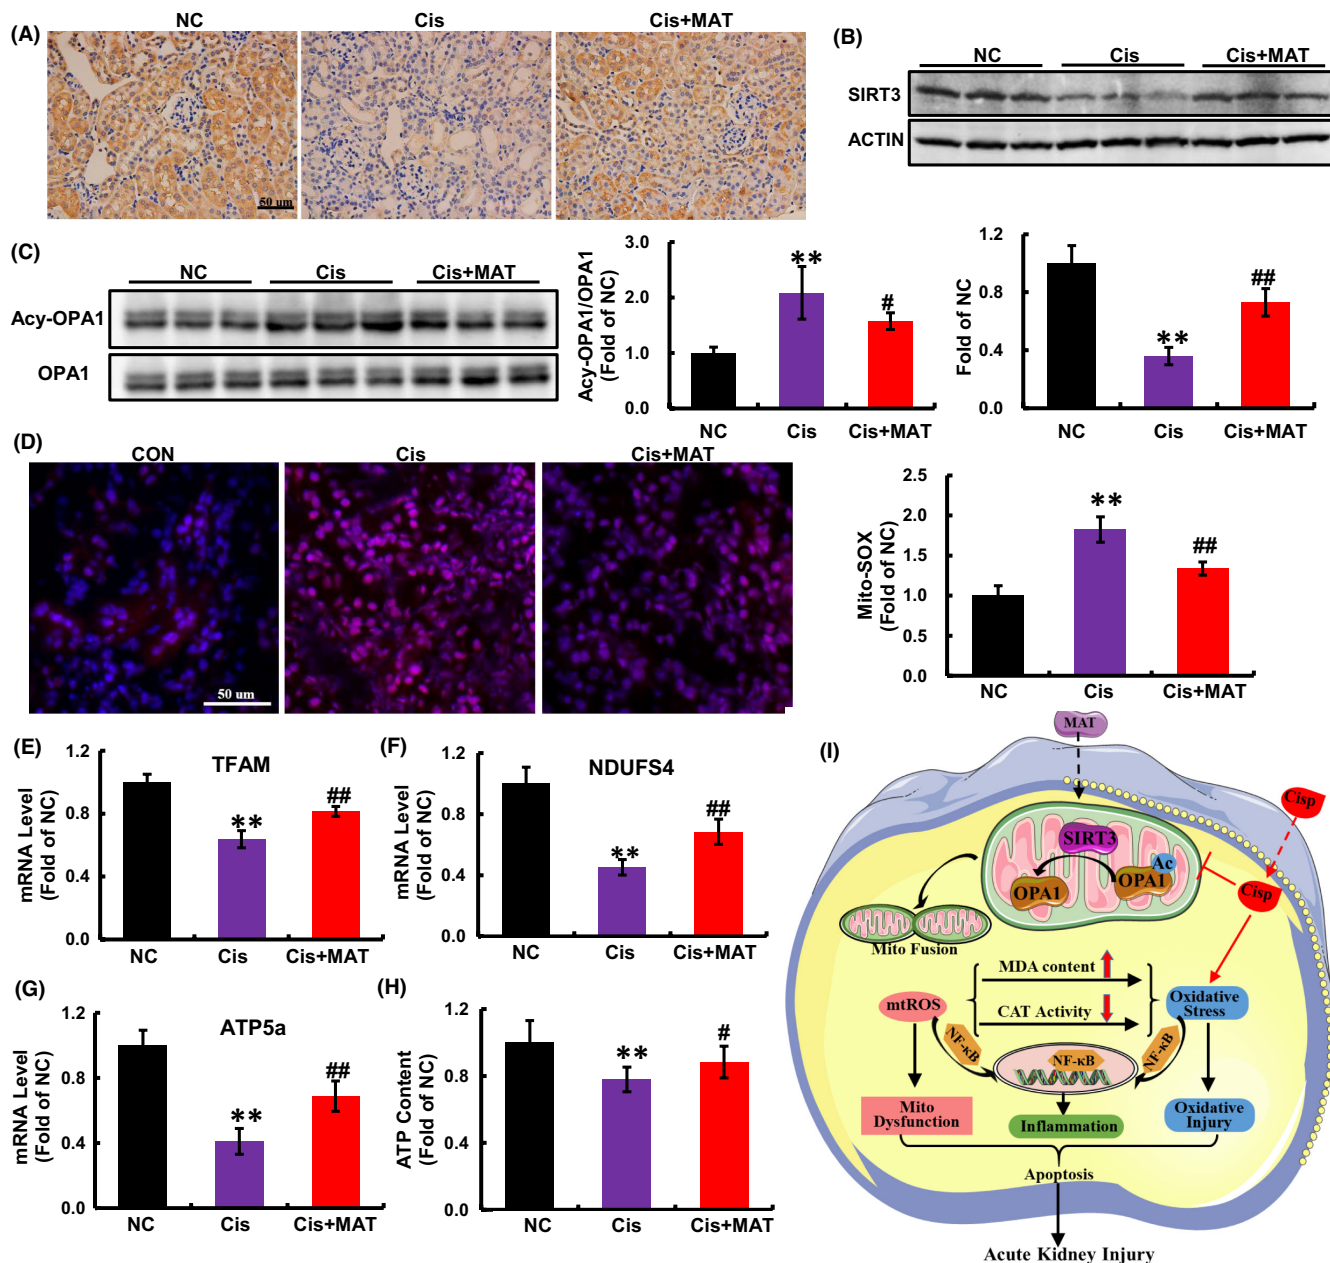 (A)
NC
Cis
Cis+MAT
50 um
(B)
NC
Cis
Cis+MAT
SIRT3
ACTIN
1.2
0.8
0.4
0.0
Fold of NC
**
##
NC
Cis
Cis+MAT
(C)
NC
Cis
Cis+MAT
Acy-OPA1
OPA1
Acy-OPA1/OPA1
(Fold of NC)
3.0
2.0
1.0
0.0
**
#
NC
Cis
Cis+MAT
(D)
CON
Cis
Cis+MAT
50 um
Mito-SOX
(Fold of NC)
2.5
2.0
1.5
1.0
0.5
0.0
**
##
NC
Cis
Cis+MAT
(E)
TFAM
mRNA Level
(Fold of NC)
1.2
0.8
0.4
0.0
**
##
NC
Cis
Cis+MAT
(F)
NDUFS4
mRNA Level
(Fold of NC)
1.2
0.8
0.4
0.0
**
##
NC
Cis
Cis+MAT
(G)
ATP5a
mRNA Level
(Fold of NC)
1.2
0.8
0.4
0.0
**
##
NC
Cis
Cis+MAT
(H)
ATP Content
(Fold of NC)
1.2
0.8
0.4
0.0
**
#
NC
Cis
Cis+MAT
(I)
MAT
Cisp
SIRT3
Ac
OPA1
OPA1
Cisp
Mito Fusion
MDA content
mtROS
CAT Activity
Oxidative
Stress
NF-κB
NF-κB
NF-κB
Mito
Dysfunction
Inflammation
Oxidative
Injury
Apoptosis
Acute Kidney Injury